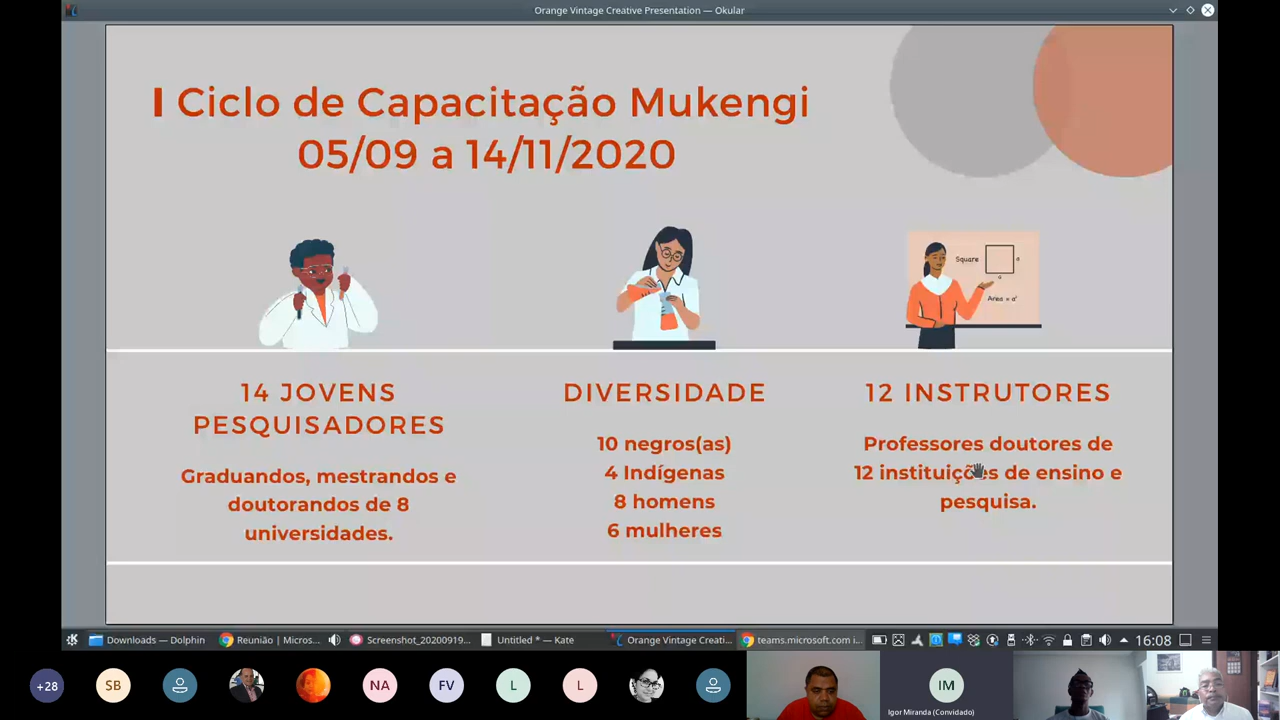 Orange Vintage Creative Presentation — Okular
I Ciclo de Capacitação Mukengi
05/09 a 14/11/2020
Square
a
a
Area = a²
14 JOVENS
PESQUISADORES
Graduandos, mestrandos e
doutorandos de 8
universidades.
DIVERSIDADE
10 negros(as)
4 Indígenas
8 homens
6 mulheres
12 INSTRUTORES
Professores doutores de
12 instituições de ensino e
pesquisa.
Downloads — Dolphin
Reunião | Micros...
Screenshot_20200919...
Untitled * — Kate
Orange Vintage Creati...
teams.microsoft.com i...
16:08
+28
SB
NA
FV
L
L
IM
Igor Miranda (Convidado)